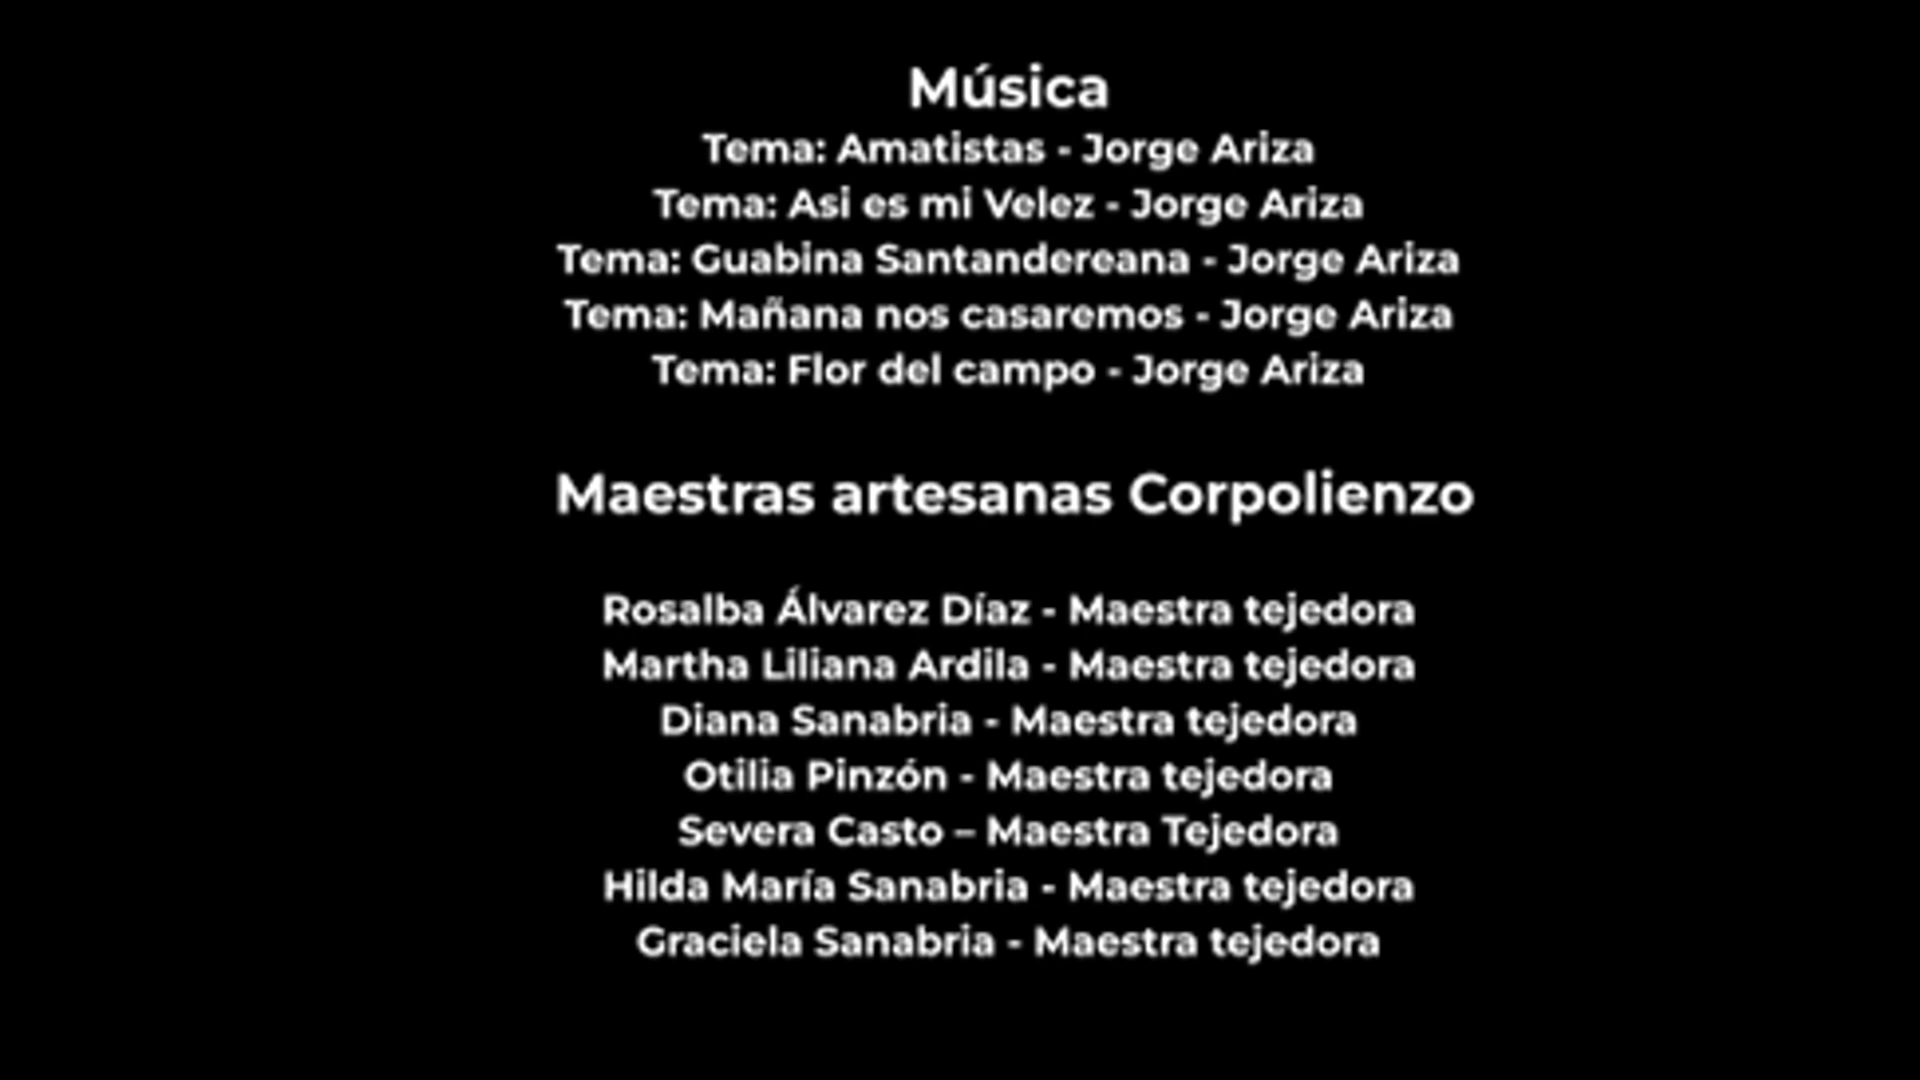 Música
Tema: Amatistas - Jorge Ariza
Tema: Asi es mi Velez - Jorge Ariza
Tema: Guabina Santandereana - Jorge Ariza
Tema: Mañana nos casaremos - Jorge Ariza
Tema: Flor del campo - Jorge Ariza
Maestras artesanas Corpolienzo
Rosalba Álvarez Díaz - Maestra tejedora
Martha Liliana Ardila - Maestra tejedora
Diana Sanabria - Maestra tejedora
Otilia Pinzón - Maestra tejedora
Severa Casto – Maestra Tejedora
Hilda María Sanabria - Maestra tejedora
Graciela Sanabria - Maestra tejedora